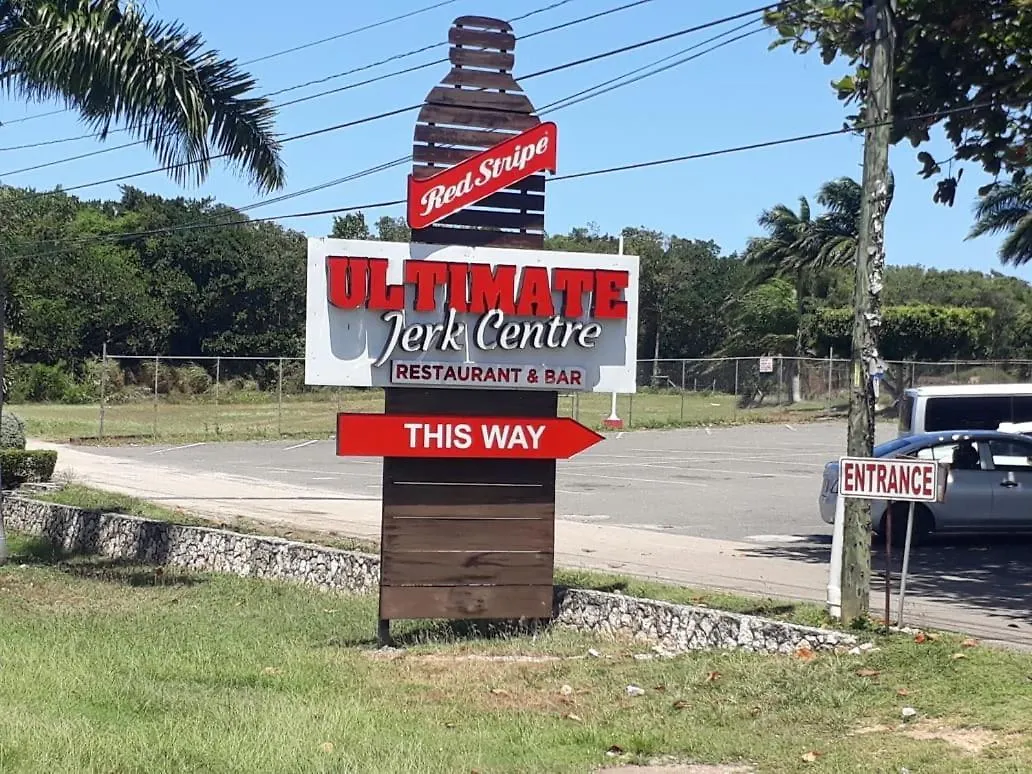 Red Stripe
ULTIMATE
Jerk Centre
RESTAURANT & BAR
THIS WAY
ENTRANCE